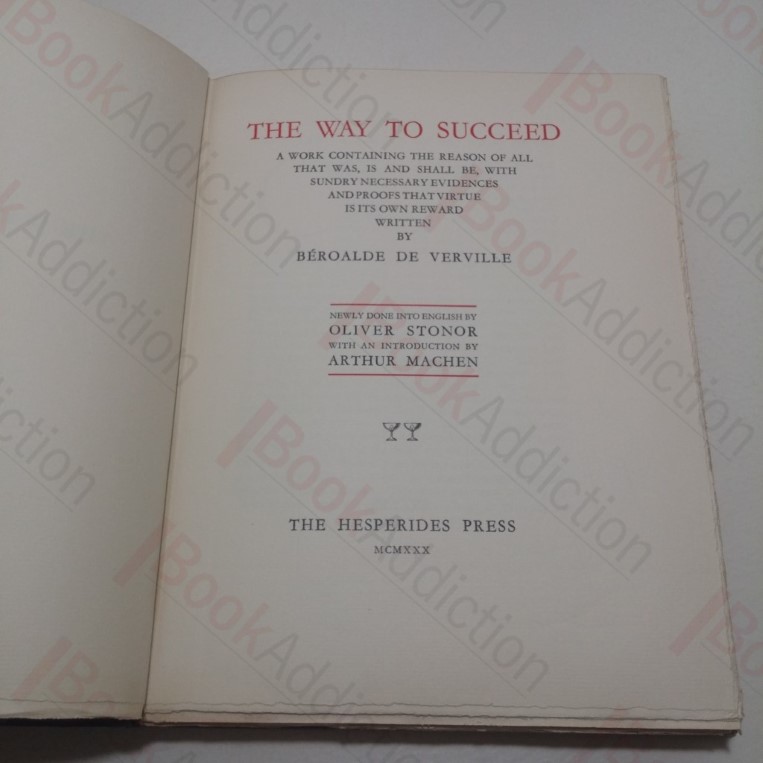 THE WAY TO SUCCEED
A WORK CONTAINING THE REASON OF ALL
THAT WAS, IS AND SHALL BE, WITH
SUNDRY NECESSARY EVIDENCES
AND PROOFS THAT VIRTUE
IS ITS OWN REWARD
WRITTEN
BY
BÉROALDE DE VERVILLE
NEWLY DONE INTO ENGLISH BY
OLIVER STONOR
WITH AN INTRODUCTION BY
ARTHUR MACHEN
THE HESPERIDES PRESS
MCMXXX
BookAddiction